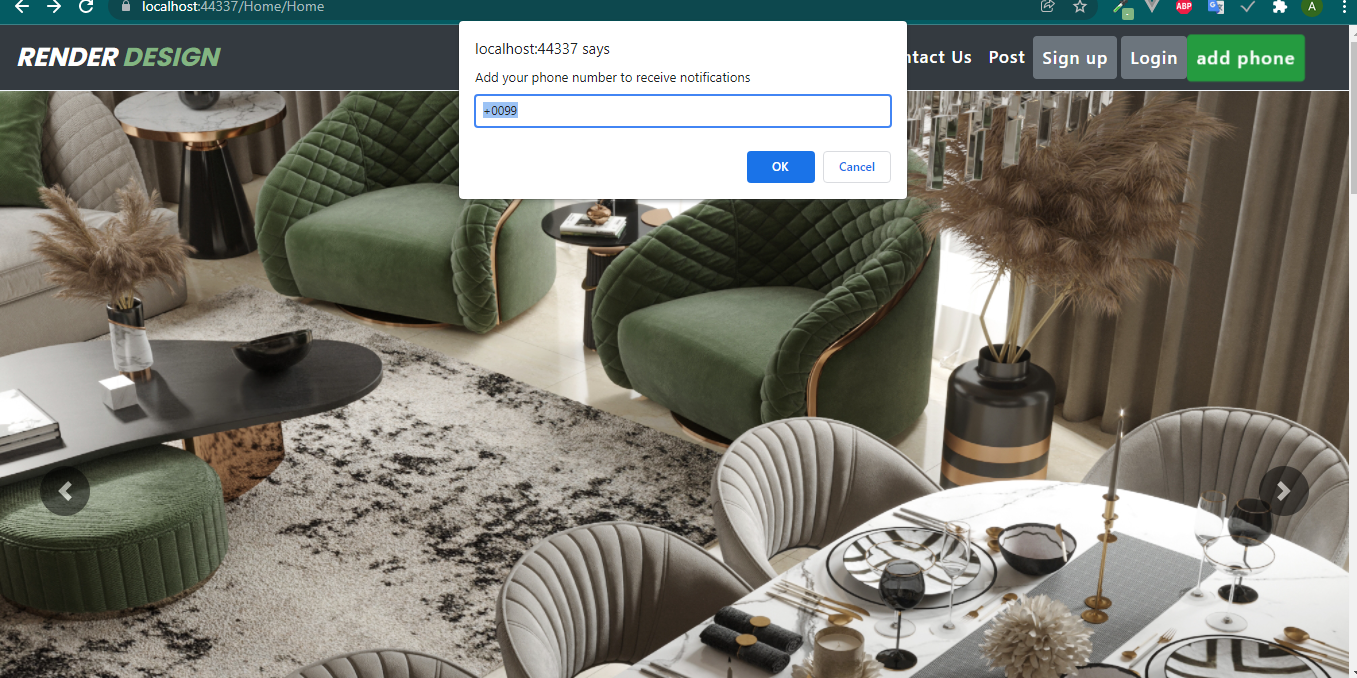 localhost:44337/Home/Home
ABP
A
RENDER DESIGN
ntact Us
Post
Sign up
Login
add phone
localhost:44337 says
Add your phone number to receive notifications
+0099
OK
Cancel